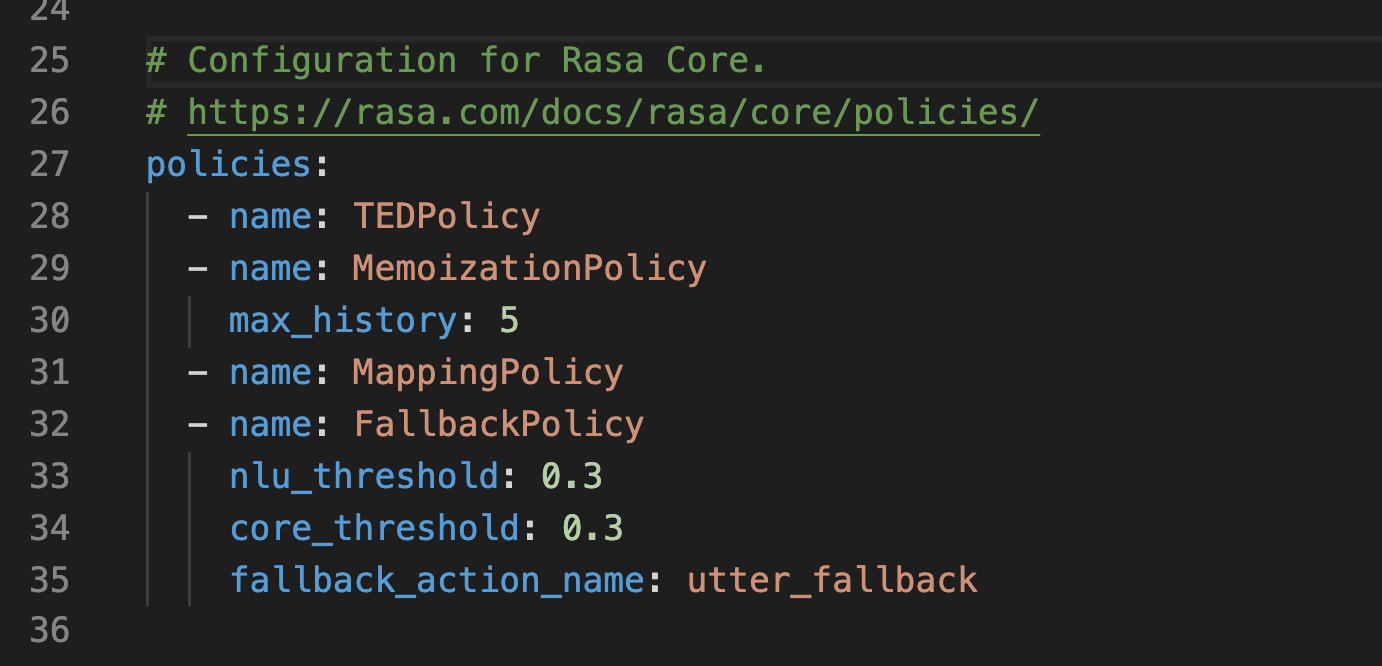 24
25 # Configuration for Rasa Core.
26 # https://rasa.com/docs/rasa/core/policies/
27 policies:
28   - name: TEDPolicy
29   - name: MemoizationPolicy
30     max_history: 5
31   - name: MappingPolicy
32   - name: FallbackPolicy
33     nlu_threshold: 0.3
34     core_threshold: 0.3
35     fallback_action_name: utter_fallback
36